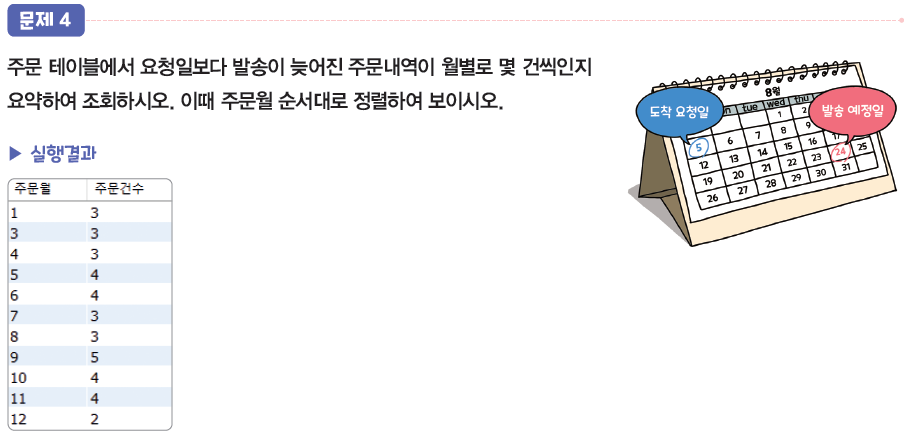 문제 4
주문 테이블에서 요청일보다 발송이 늦어진 주문내역이 월별로 몇 건씩인지
요약하여 조회하시오. 이때 주문월 순서대로 정렬하여 보이시오.
▶ 실행결과
주문월 주문건수
1 3
3 3
4 3
5 4
6 4
7 3
8 3
9 5
10 4
11 4
12 2
8월
도착 요청일
발송 예정일
tue wed thu
1 2
5 6 7 8 9
12 13 14 15 16 17
19 20 21 22 23 24 25
26 27 28 29 30 31